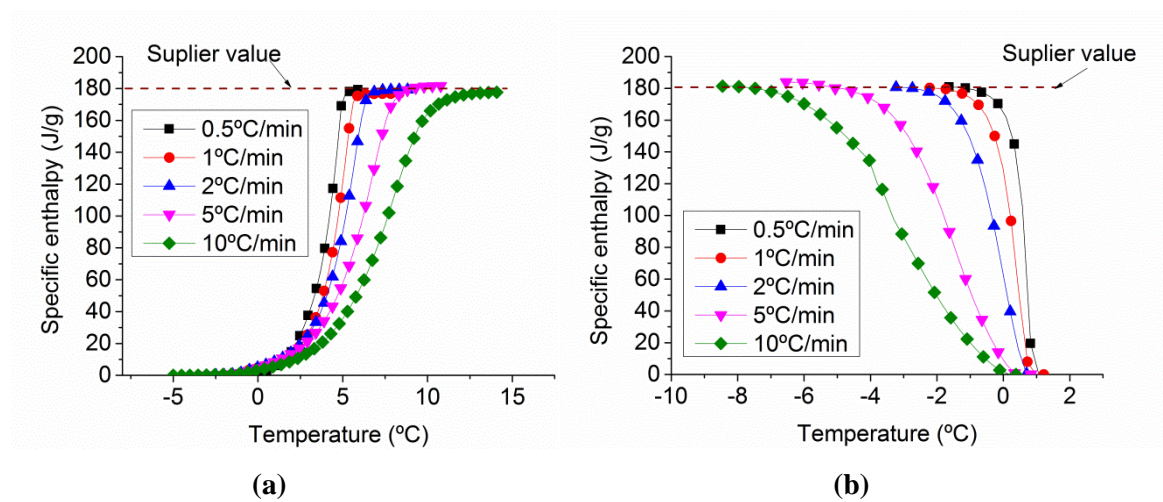 Suplier value
200
180
160
140
120
100
80
60
40
20
0
Specific enthalpy (J/g)
0.5ºC/min
1ºC/min
2ºC/min
5ºC/min
10ºC/min
-5 0 5 10 15
Temperature (ºC)
(a)
Suplier value
200
180
160
140
120
100
80
60
40
20
0
Specific enthalpy (J/g)
0.5ºC/min
1ºC/min
2ºC/min
5ºC/min
10ºC/min
-10 -8 -6 -4 -2 0 2
Temperature (ºC)
(b)